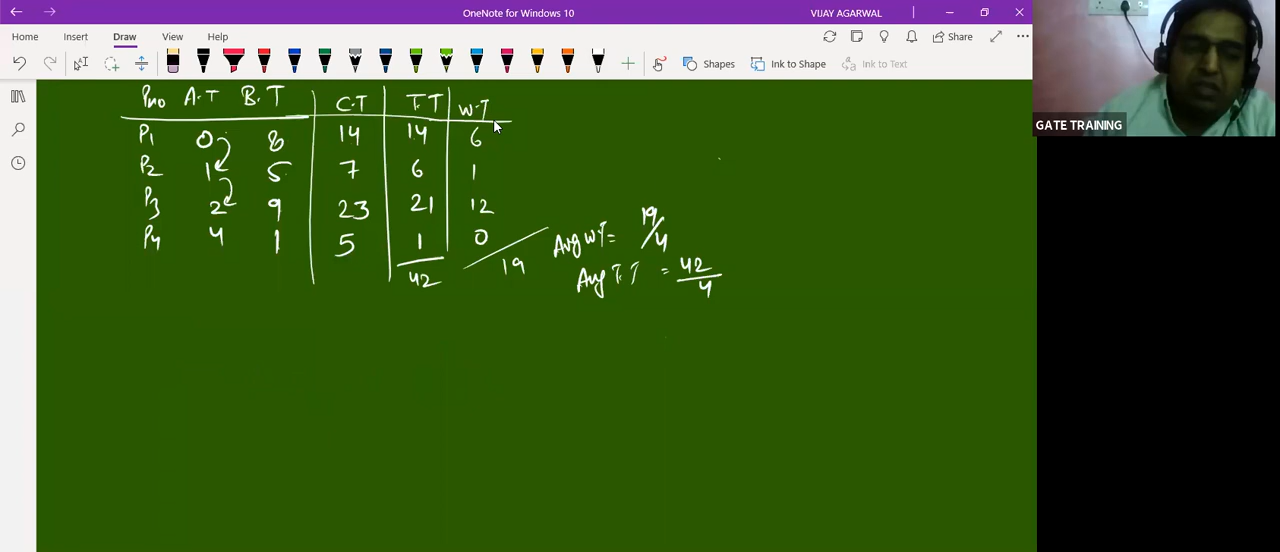 OneNote for Windows 10
VIJAY AGARWAL
Home Insert Draw View Help
Share
Shapes Ink to Shape Ink to Text
GATE TRAINING
Pno A.T B.T C.T T.T W.T
P1 0 8 14 14 6
P2 1 5 7 6 1
P3 2 9 23 21 12
P4 4 1 5 1 0
42 19
Avg WT = 19/4
Avg T.T = 42/4